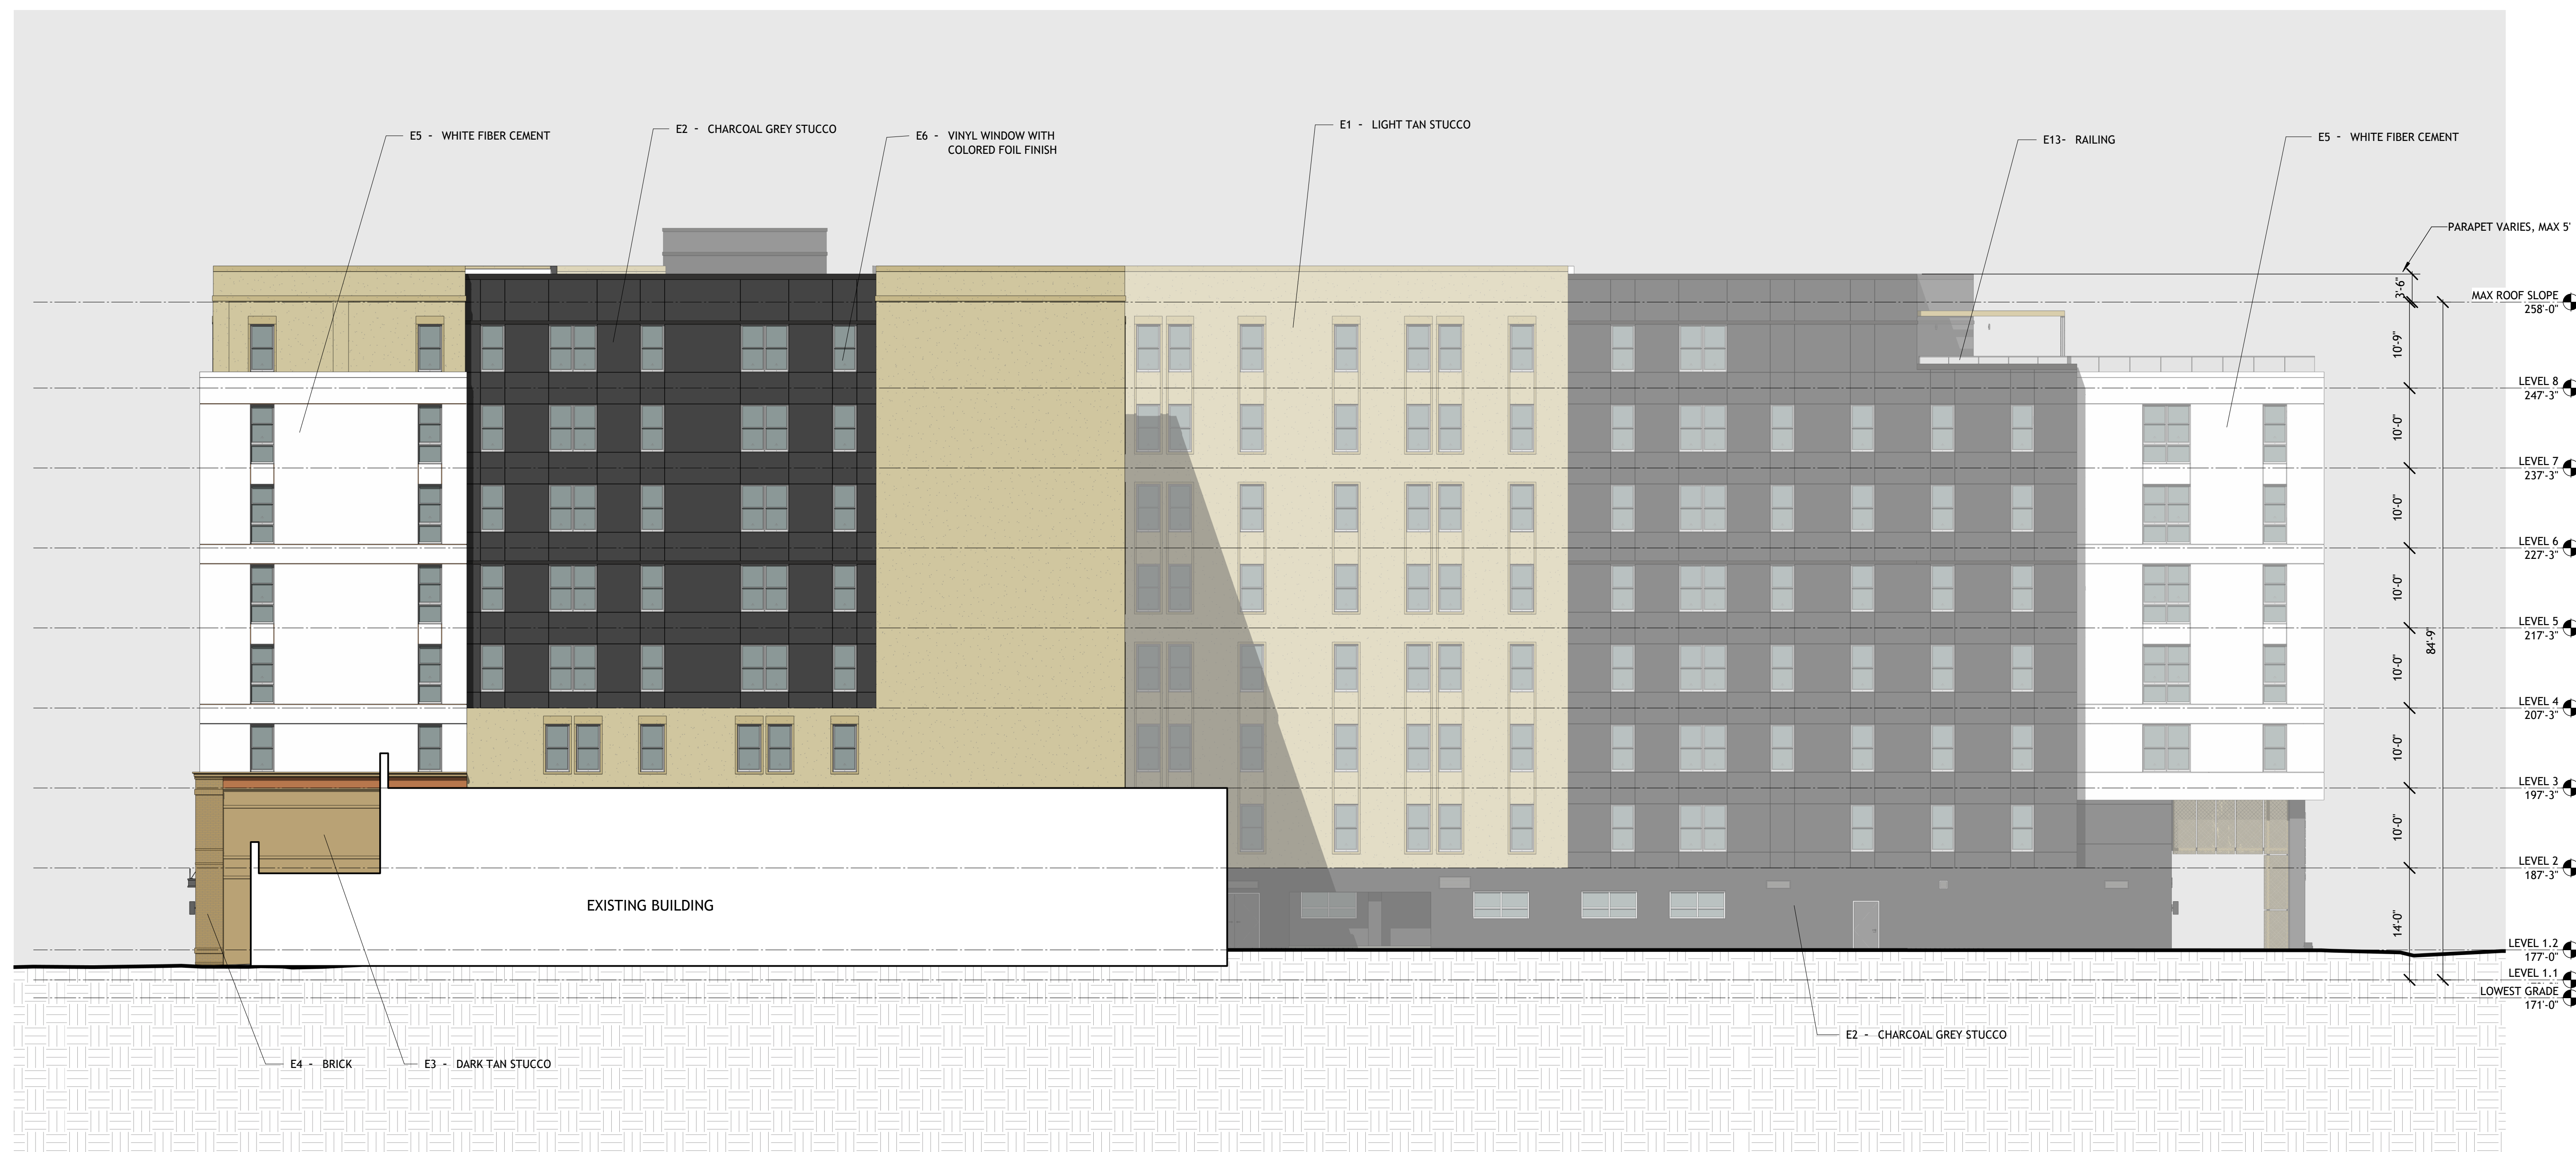 E5 - WHITE FIBER CEMENT
E2 - CHARCOAL GREY STUCCO
E6 - VINYL WINDOW WITH
COLORED FOIL FINISH
E1 - LIGHT TAN STUCCO
E13- RAILING
E5 - WHITE FIBER CEMENT
PARAPET VARIES, MAX 5'
3'-6"
MAX ROOF SLOPE
258'-0"
10'-9"
LEVEL 8
247'-3"
10'-0"
LEVEL 7
237'-3"
10'-0"
LEVEL 6
227'-3"
10'-0"
LEVEL 5
217'-3"
84'-9"
10'-0"
LEVEL 4
207'-3"
10'-0"
LEVEL 3
197'-3"
10'-0"
LEVEL 2
187'-3"
EXISTING BUILDING
14'-0"
LEVEL 1.2
177'-0"
LEVEL 1.1
LOWEST GRADE
171'-0"
E2 - CHARCOAL GREY STUCCO
E4 - BRICK
E3 - DARK TAN STUCCO